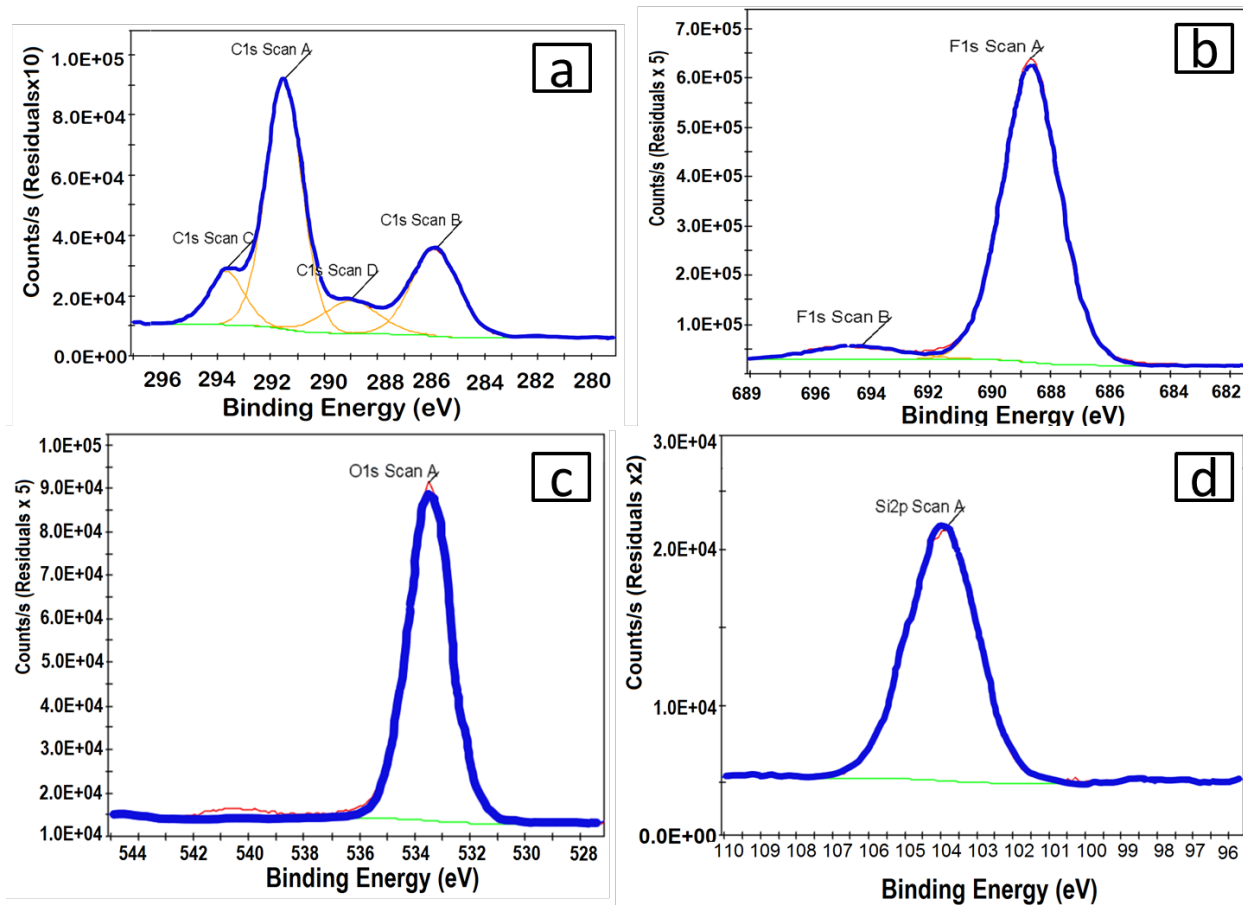 a
Counts/s (Residualsx10)
1.0E+05
8.0E+04
6.0E+04
4.0E+04
2.0E+04
0.0E+00
C1s Scan A
C1s Scan C
C1s Scan D
C1s Scan B
296 294 292 290 288 286 284 282 280
Binding Energy (eV)
b
Counts/s (Residuals x 5)
7.0E+05
6.0E+05
5.0E+05
4.0E+05
3.0E+05
2.0E+05
1.0E+05
F1s Scan A
F1s Scan B
689 696 694 692 690 688 686 684 682
Binding Energy (eV)
c
Counts/s (Residuals x 5)
1.0E+05
9.0E+04
8.0E+04
7.0E+04
6.0E+04
5.0E+04
4.0E+04
3.0E+04
2.0E+04
1.0E+04
O1s Scan A
544 540 536 533 530 528
Binding Energy (eV)
d
Counts/s (Residuals x2)
3.0E+04
2.0E+04
1.0E+04
0.0E+00
Si2p Scan A
110 109 108 107 106 105 104 103 102 101 100 99 98 97 96
Binding Energy (eV)